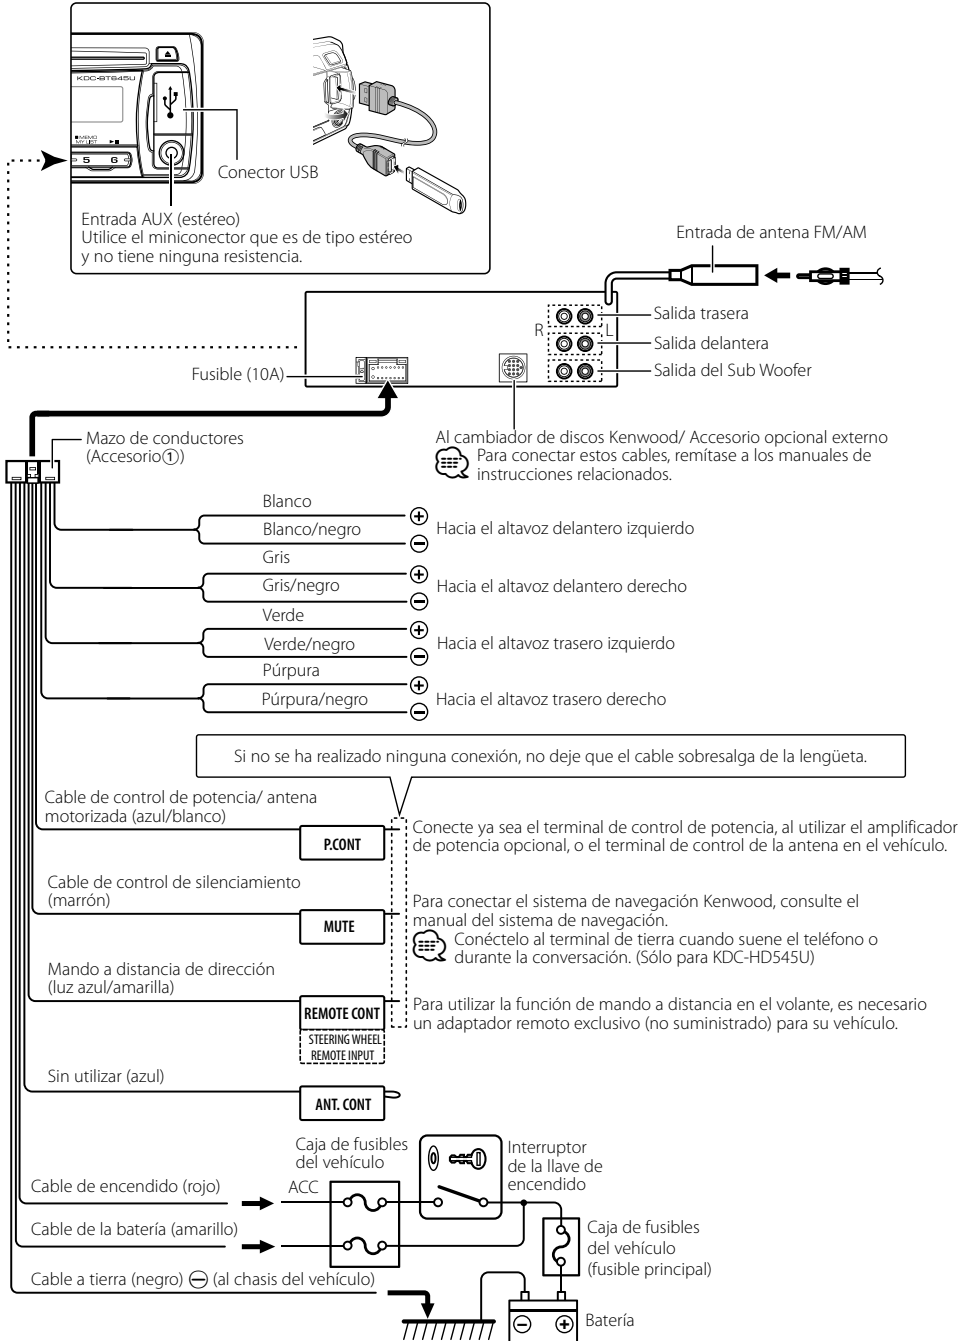 KDC-BT645U
■MEMO
MY LIST
►■
5 6
Conector USB
Entrada AUX (estéreo)
Utilice el miniconector que es de tipo estéreo
y no tiene ninguna resistencia.
Entrada de antena FM/AM
R
L
Salida trasera
Salida delantera
Salida del Sub Woofer
Fusible (10A)
Mazo de conductores
(Accesorio①)
Al cambiador de discos Kenwood/ Accesorio opcional externo
Para conectar estos cables, remítase a los manuales de
instrucciones relacionados.
Blanco
Blanco/negro
⊕
⊖
Hacia el altavoz delantero izquierdo
Gris
Gris/negro
⊕
⊖
Hacia el altavoz delantero derecho
Verde
Verde/negro
⊕
⊖
Hacia el altavoz trasero izquierdo
Púrpura
Púrpura/negro
⊕
⊖
Hacia el altavoz trasero derecho
Si no se ha realizado ninguna conexión, no deje que el cable sobresalga de la lengüeta.
Cable de control de potencia/ antena
motorizada (azul/blanco)
P.CONT
Conecte ya sea el terminal de control de potencia, al utilizar el amplificador
de potencia opcional, o el terminal de control de la antena en el vehículo.
Cable de control de silenciamiento
(marrón)
MUTE
Para conectar el sistema de navegación Kenwood, consulte el
manual del sistema de navegación.
Conéctelo al terminal de tierra cuando suene el teléfono o
durante la conversación. (Sólo para KDC-HD545U)
Mando a distancia de dirección
(luz azul/amarilla)
REMOTE CONT
STEERING WHEEL
REMOTE INPUT
Para utilizar la función de mando a distancia en el volante, es necesario
un adaptador remoto exclusivo (no suministrado) para su vehículo.
Sin utilizar (azul)
ANT. CONT
Caja de fusibles
del vehículo
Interruptor
de la llave de
encendido
Cable de encendido (rojo)
ACC
Cable de la batería (amarillo)
Caja de fusibles
del vehículo
(fusible principal)
Cable a tierra (negro) ⊖ (al chasis del vehículo)
⊖ ⊕
Batería